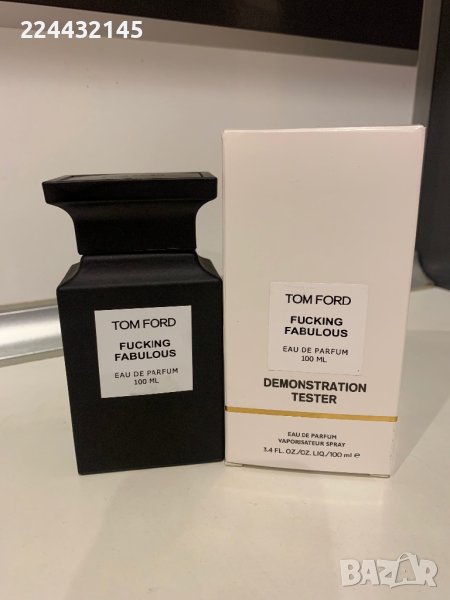 224432145
TOM FORD
FUCKING
FABULOUS
EAU DE PARFUM
100 ML
TOM FORD
FUCKING
FABULOUS
EAU DE PARFUM
100 ML
DEMONSTRATION
TESTER
EAU DE PARFUM
VAPORISATEUR SPRAY
3.4 FL. OZ./OZ. LIQ./100 ml e
BAZAR